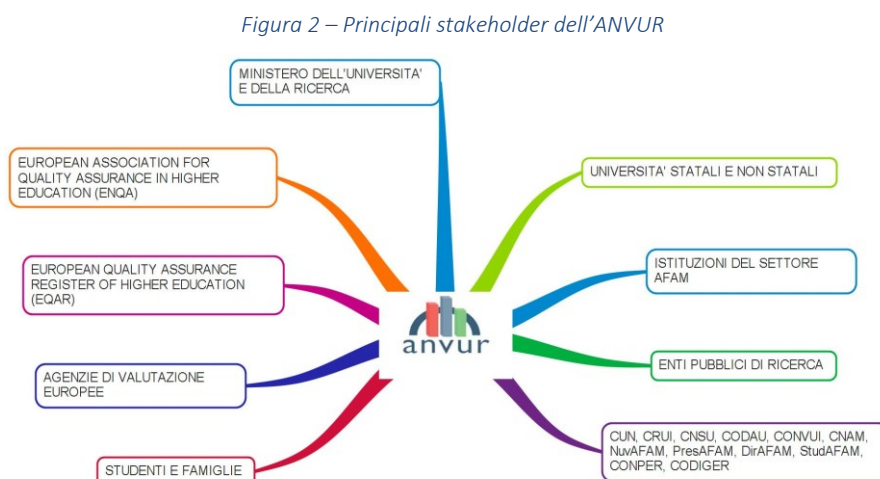 Figura 2 – Principali stakeholder dell’ANVUR
MINISTERO DELL'UNIVERSITA'
E DELLA RICERCA
EUROPEAN ASSOCIATION FOR
QUALITY ASSURANCE IN HIGHER
EDUCATION (ENQA)
UNIVERSITA' STATALI E NON STATALI
EUROPEAN QUALITY ASSURANCE
REGISTER OF HIGHER EDUCATION
(EQAR)
ISTITUZIONI DEL SETTORE
AFAM
anvur
AGENZIE DI VALUTAZIONE
EUROPEE
ENTI PUBBLICI DI RICERCA
STUDENTI E FAMIGLIE
CUN, CRUI, CNSU, CODAU, CONVUI, CNAM,
NuvAFAM, PresAFAM, DirAFAM, StudAFAM,
CONPER, CODIGER